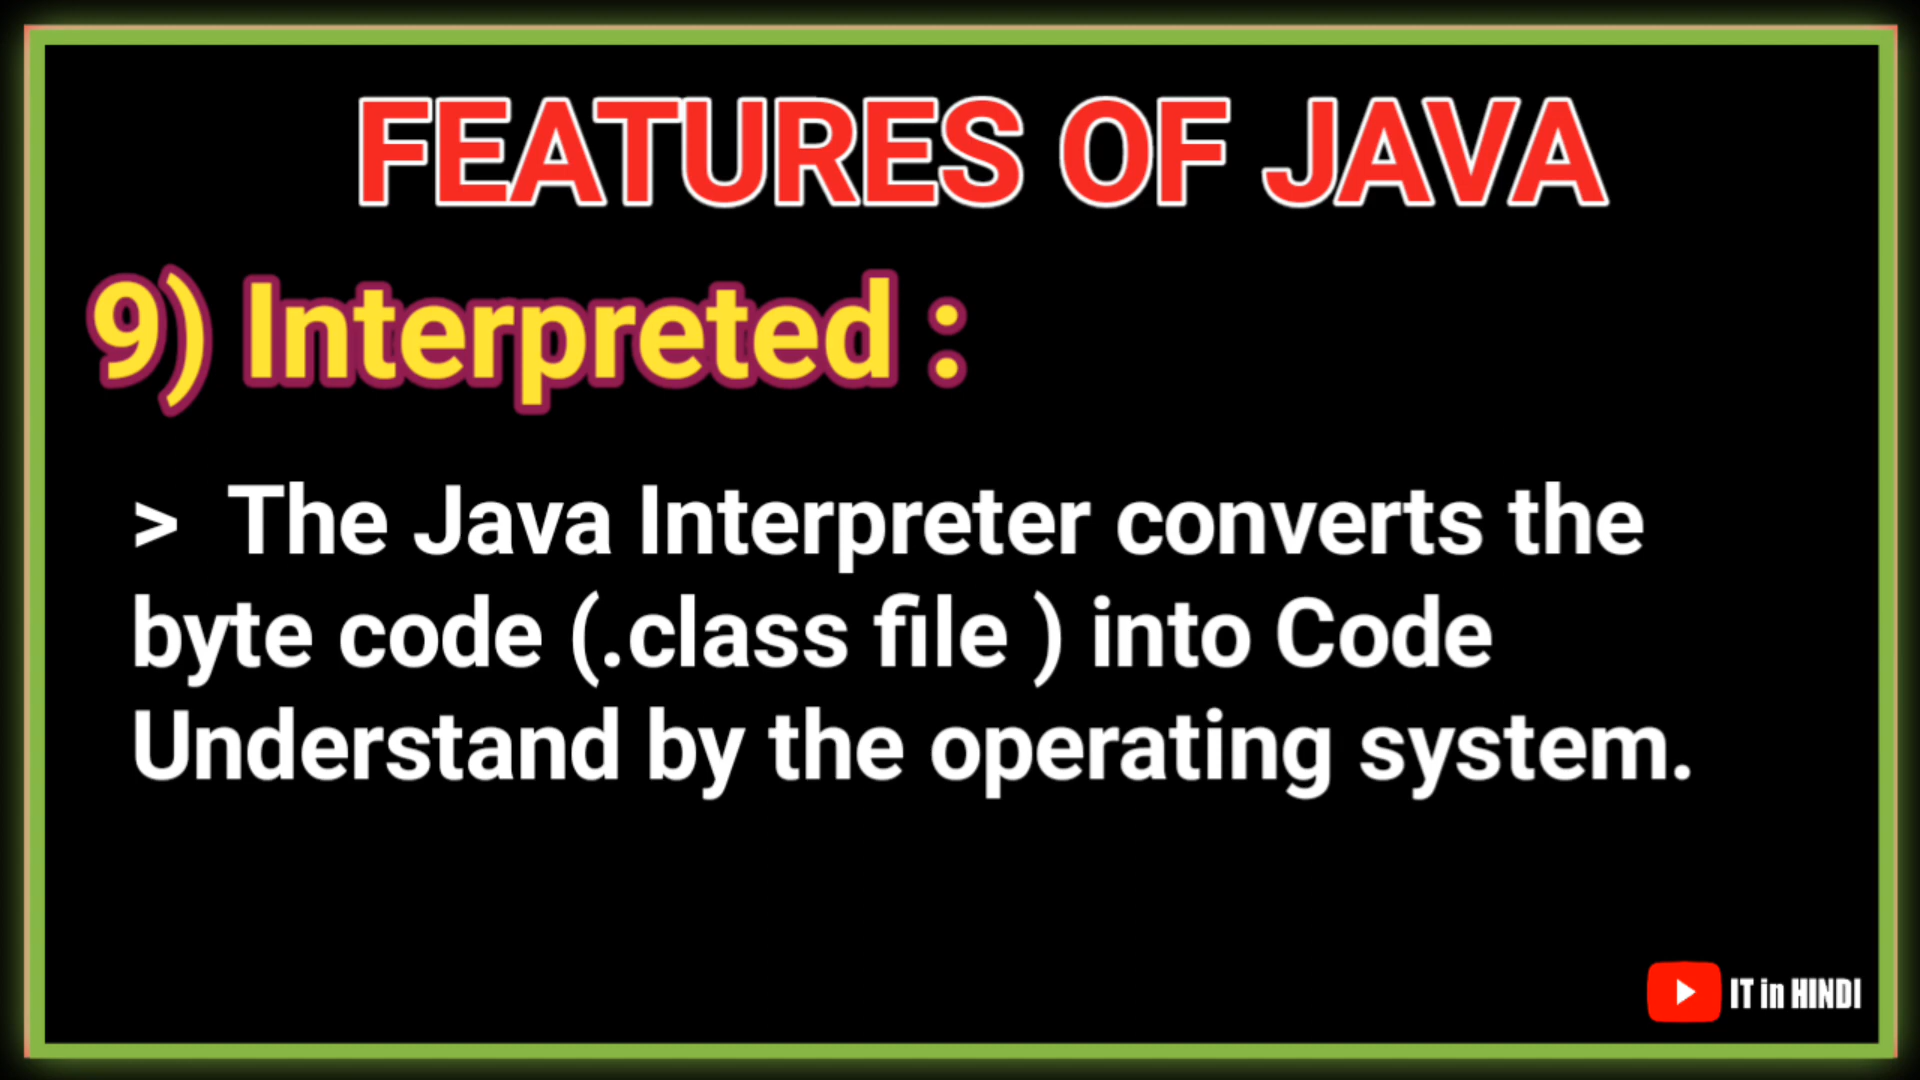 FEATURES OF JAVA
9) Interpreted :
> The Java Interpreter converts the
byte code (.class file ) into Code
Understand by the operating system.
IT in HINDI